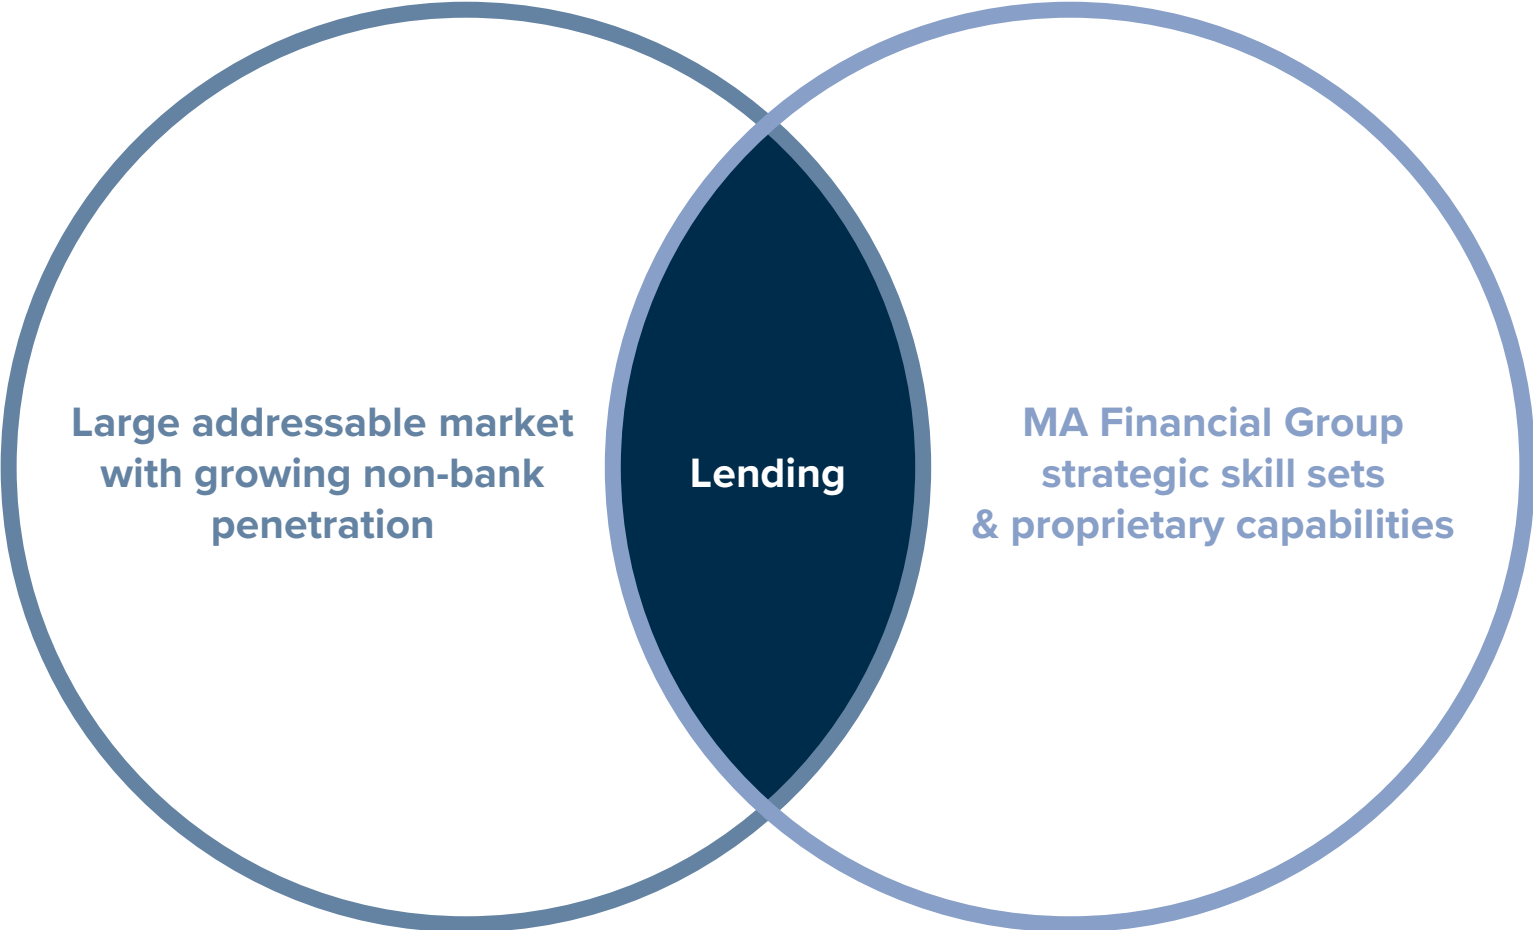 Large addressable market
with growing non-bank
penetration
Lending
MA Financial Group
strategic skill sets
& proprietary capabilities